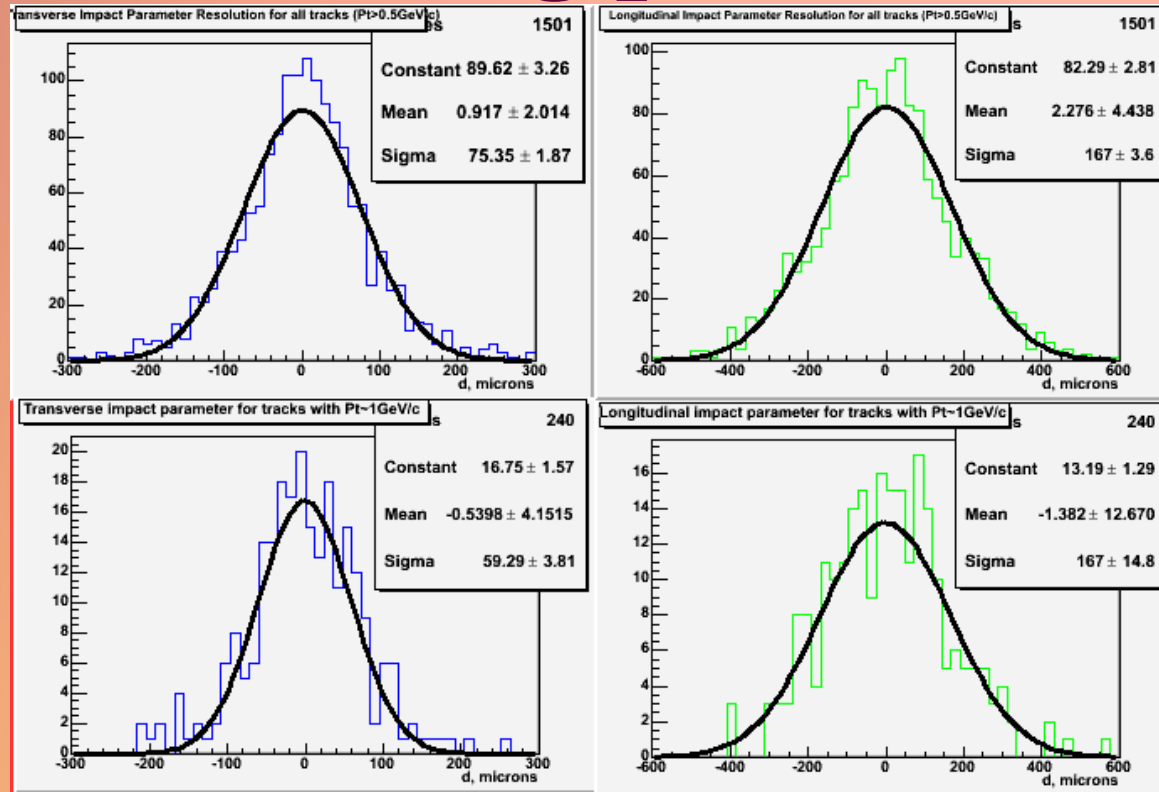 ransverse Impact Parameter Resolution for all tracks (Pt>0.5GeV/c)
es 1501
Constant 89.62 ± 3.26
Mean 0.917 ± 2.014
Sigma 75.35 ± 1.87
100
80
60
40
20
0
-300 -200 -100 0 100 200 300
d, microns
Longitudinal Impact Parameter Resolution for all tracks (Pt>0.5GeV/c)
s 1501
Constant 82.29 ± 2.81
Mean 2.276 ± 4.438
Sigma 167 ± 3.6
100
80
60
40
20
0
-600 -400 -200 0 200 400 600
d, microns
Transverse impact parameter for tracks with Pt~1GeV/c
s 240
Constant 16.75 ± 1.57
Mean -0.5398 ± 4.1515
Sigma 59.29 ± 3.81
20
18
16
14
12
10
8
6
4
2
0
-300 -200 -100 0 100 200 300
d, microns
Longitudinal impact parameter for tracks with Pt~1GeV/c
s 240
Constant 13.19 ± 1.29
Mean -1.382 ± 12.670
Sigma 167 ± 14.8
16
14
12
10
8
6
4
2
0
-600 -400 -200 0 200 400 600
d, microns